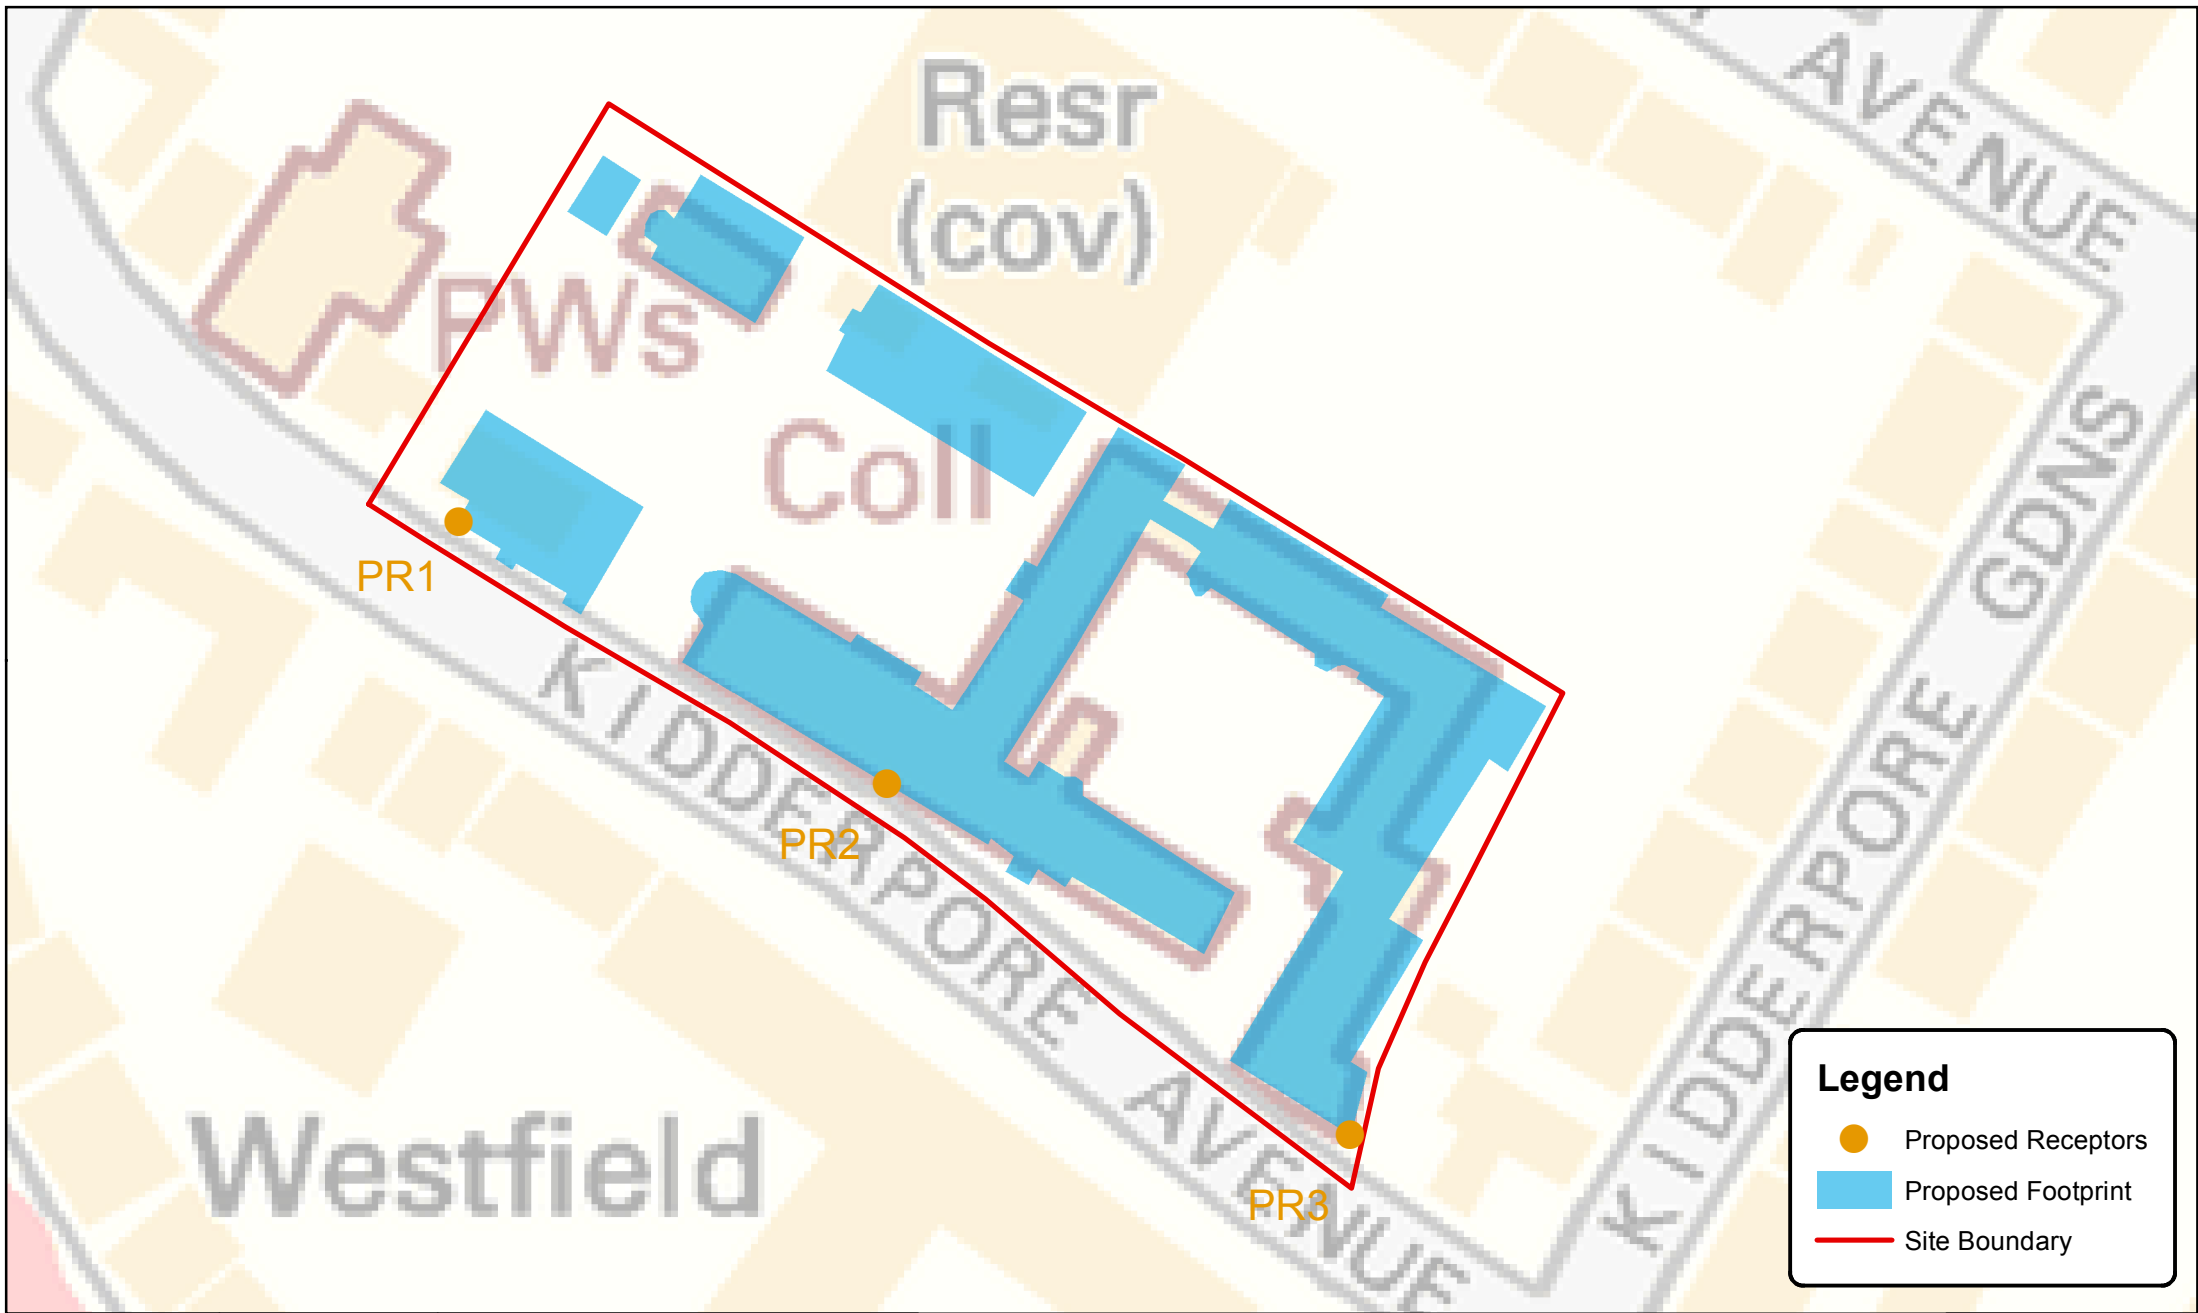 AVENUE
Resr
(cov)
PWs
Coll
KIDDERPORE GDNS
PR1
KIDDERPORE AVENUE
PR2
PR3
Westfield
Legend
Proposed Receptors
Proposed Footprint
Site Boundary